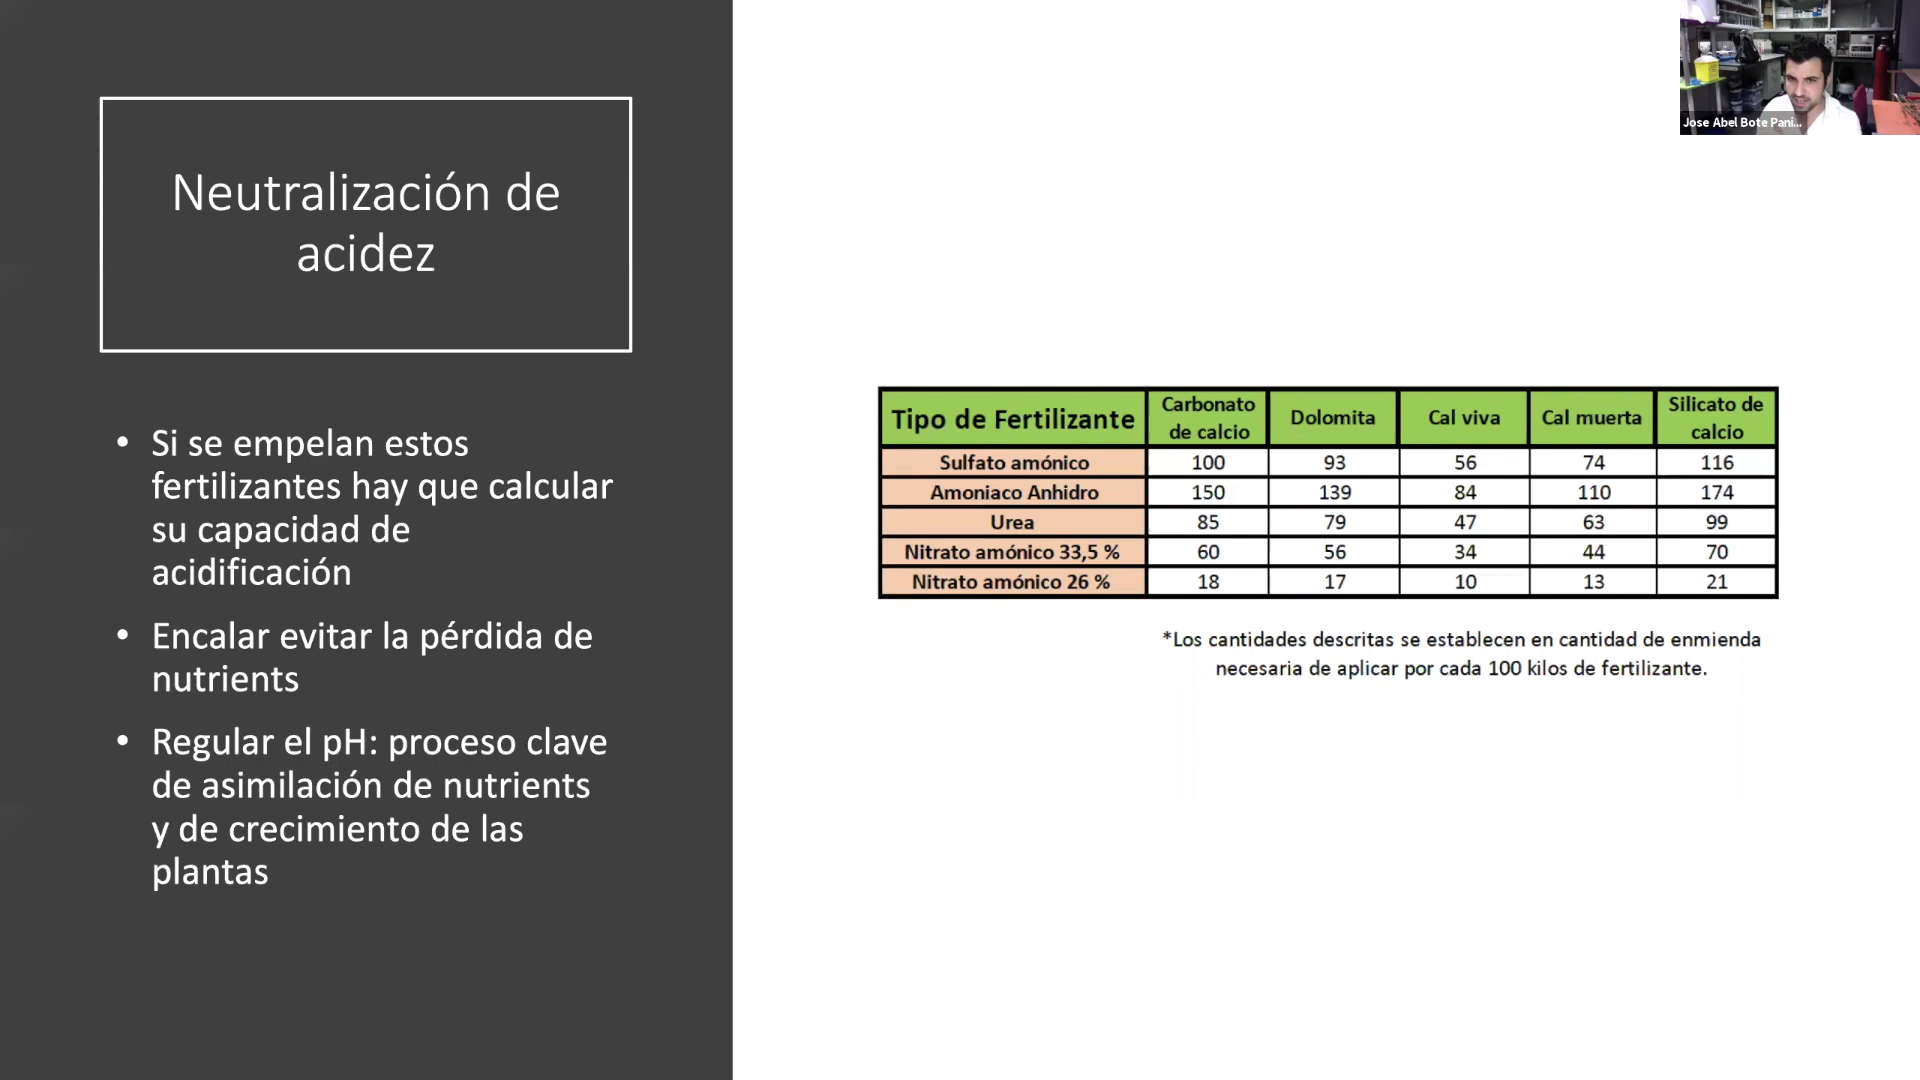 Neutralización de
acidez
• Si se empelan estos
fertilizantes hay que calcular
su capacidad de
acidificación
• Encalar evitar la pérdida de
nutrients
• Regular el pH: proceso clave
de asimilación de nutrients
y de crecimiento de las
plantas
Jose Abel Bote Pani...
Tipo de Fertilizante Carbonato de calcio Dolomita Cal viva Cal muerta Silicato de calcio
Sulfato amónico 100 93 56 74 116
Amoniaco Anhidro 150 139 84 110 174
Urea 85 79 47 63 99
Nitrato amónico 33,5 % 60 56 34 44 70
Nitrato amónico 26 % 18 17 10 13 21
*Los cantidades descritas se establecen en cantidad de enmienda
necesaria de aplicar por cada 100 kilos de fertilizante.